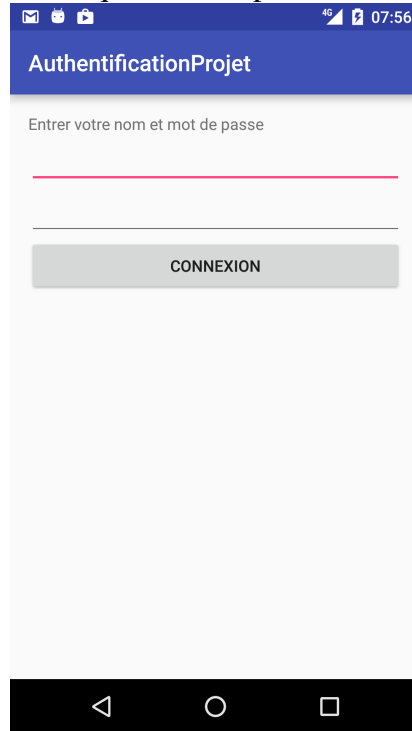 4G 07:56
AuthentificationProjet
Entrer votre nom et mot de passe
CONNEXION